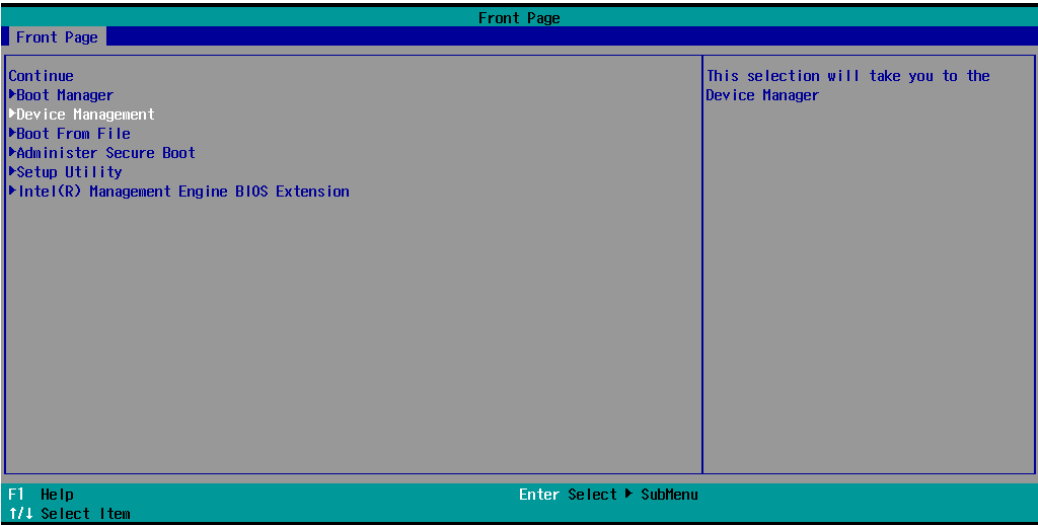 Front Page
Front Page
Continue
▶Boot Manager
▶Device Management
▶Boot From File
▶Administer Secure Boot
▶Setup Utility
▶Intel(R) Management Engine BIOS Extension
This selection will take you to the
Device Manager
F1 Help
Enter Select ▶ SubMenu
↑/↓ Select Item